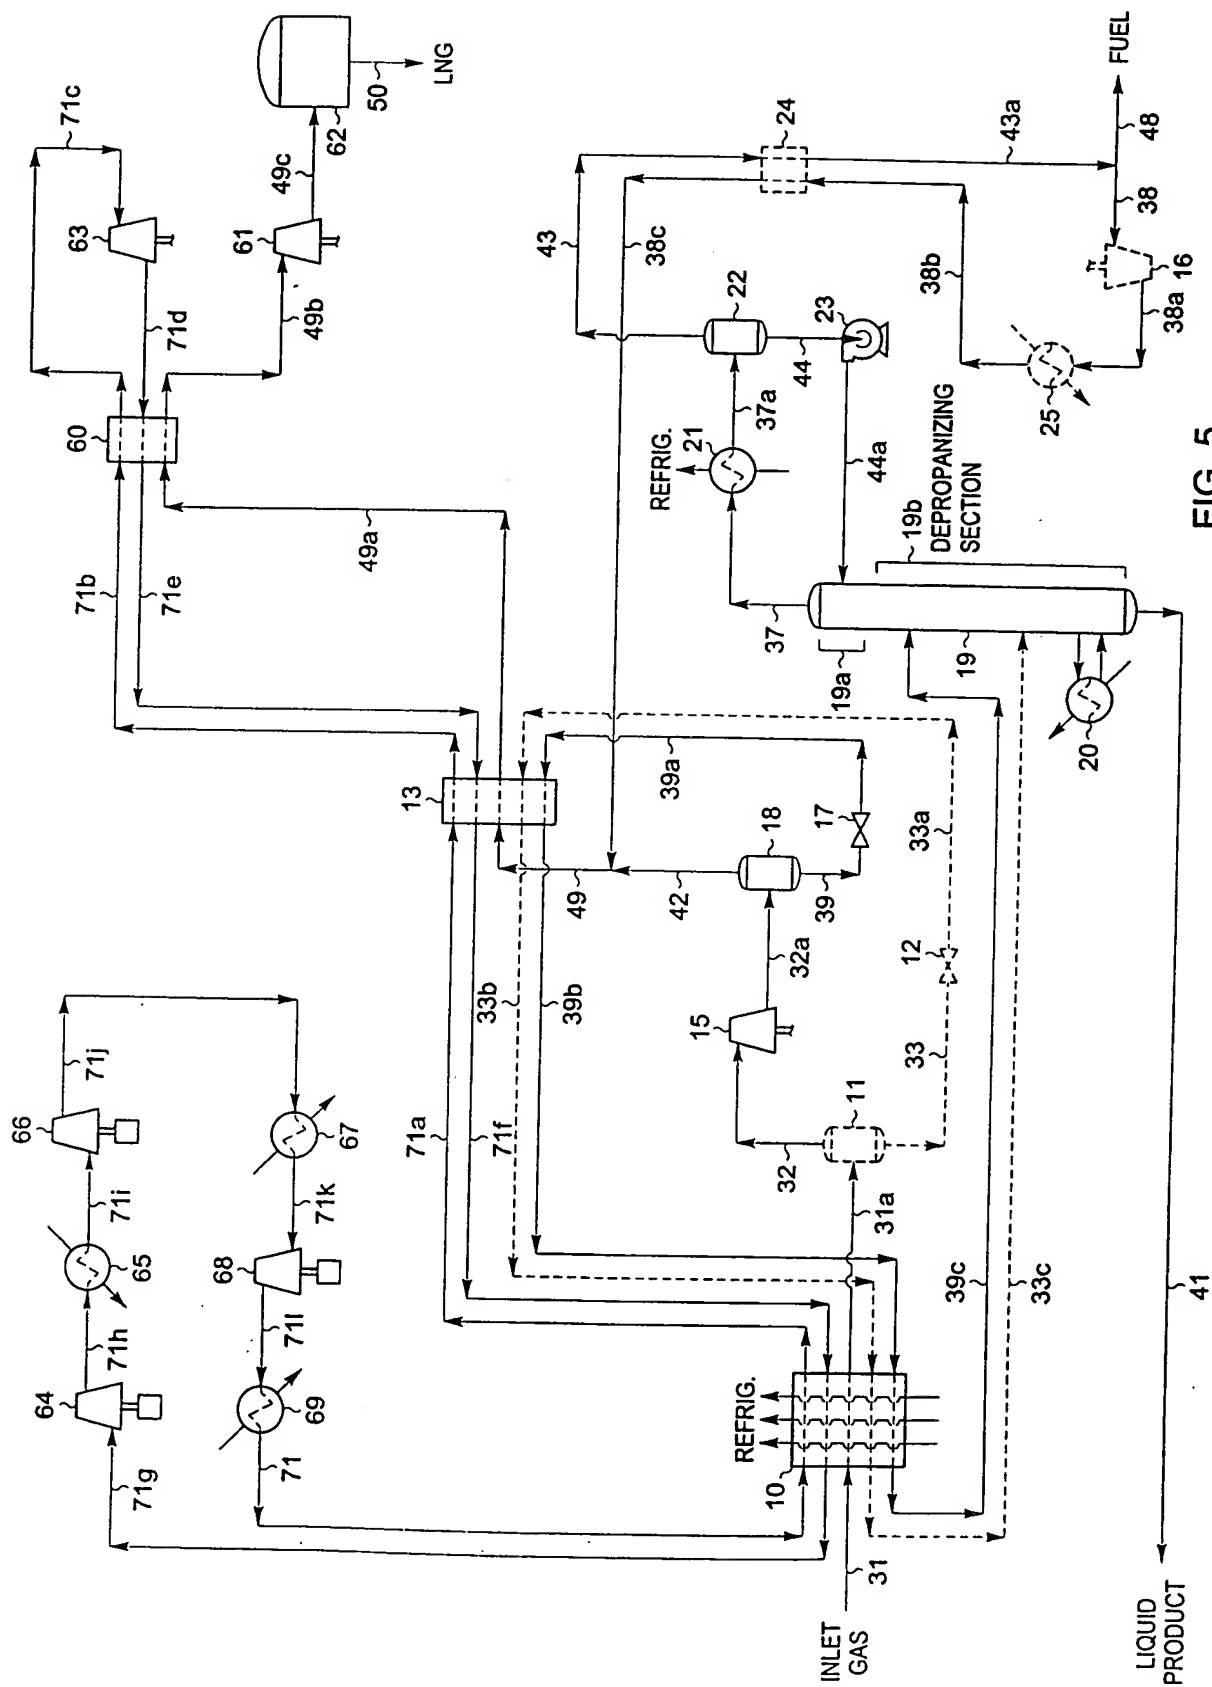 64
71h
65
71i
66
71j
71g
71
69
71l
68
71k
67
71b
71e
60
71d
63
71c
49a
49b
61
49c
62
50
LNG
71a
71f
33b
39b
13
49
39a
38c
43
REFRIG.
10
31
INLET
GAS
31a
32
11
15
32a
42
18
39
17
REFRIG.
21
37
37a
22
44
23
24
44a
19a
33
12
33a
19
19b
DEPROPANIZING
SECTION
20
39c
33c
25
38b
43a
38a
16
38
48
FUEL
LIQUID
PRODUCT
41
FIG. 5